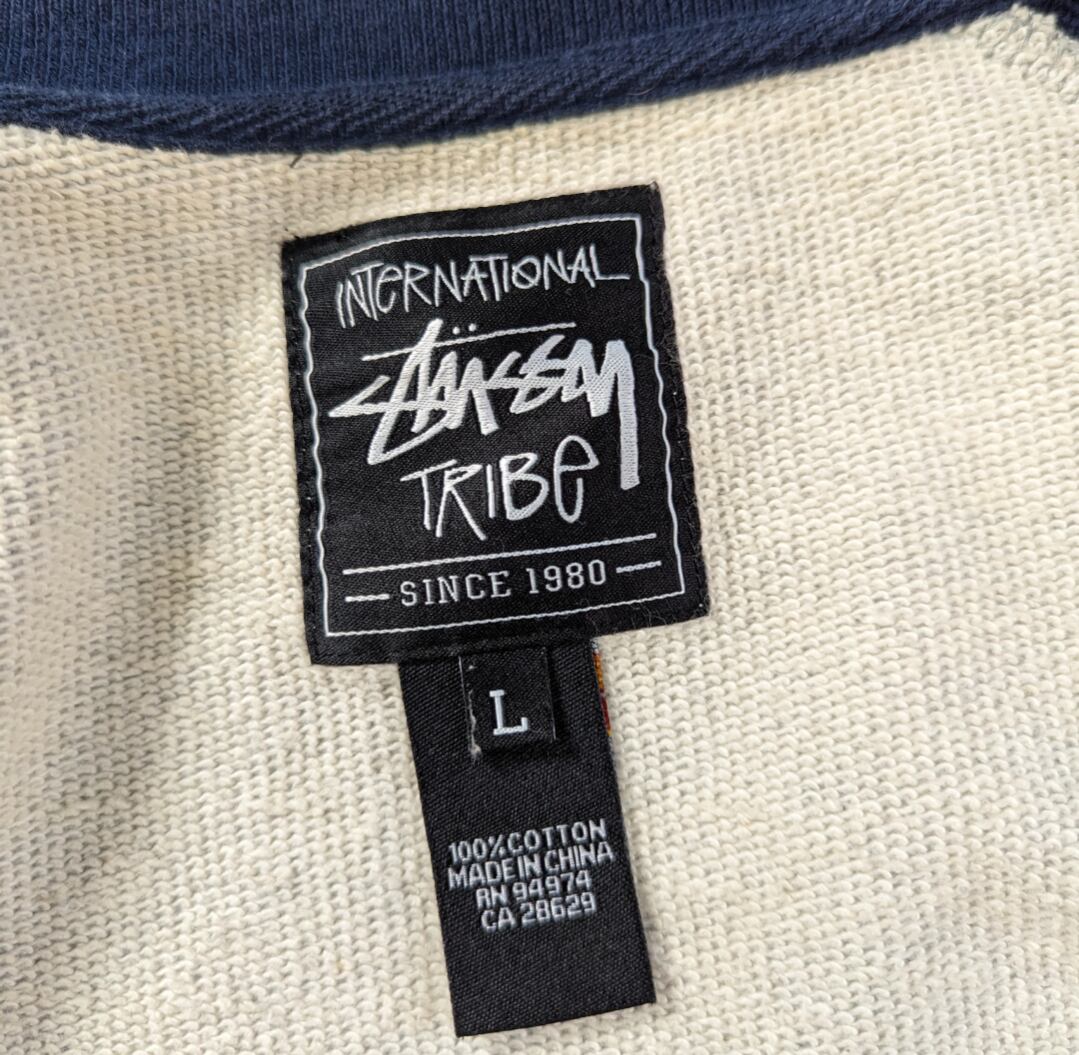 INTERNATIONAL
Stüssy
TRIBe
SINCE 1980
L
100% COTTON
MADE IN CHINA
RN 94974
CA 28629